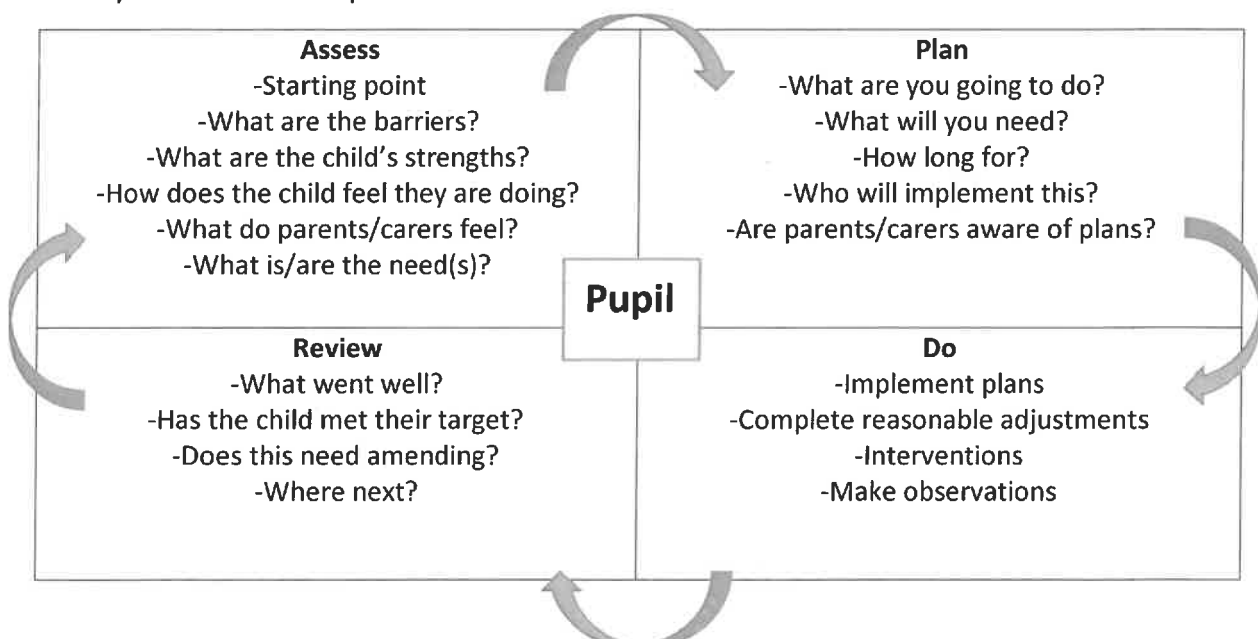 Assess
-Starting point
-What are the barriers?
-What are the child's strengths?
-How does the child feel they are doing?
-What do parents/carers feel?
-What is/are the need(s)?
Plan
-What are you going to do?
-What will you need?
-How long for?
-Who will implement this?
-Are parents/carers aware of plans?
Pupil
Review
-What went well?
-Has the child met their target?
-Does this need amending?
-Where next?
Do
-Implement plans
-Complete reasonable adjustments
-Interventions
-Make observations